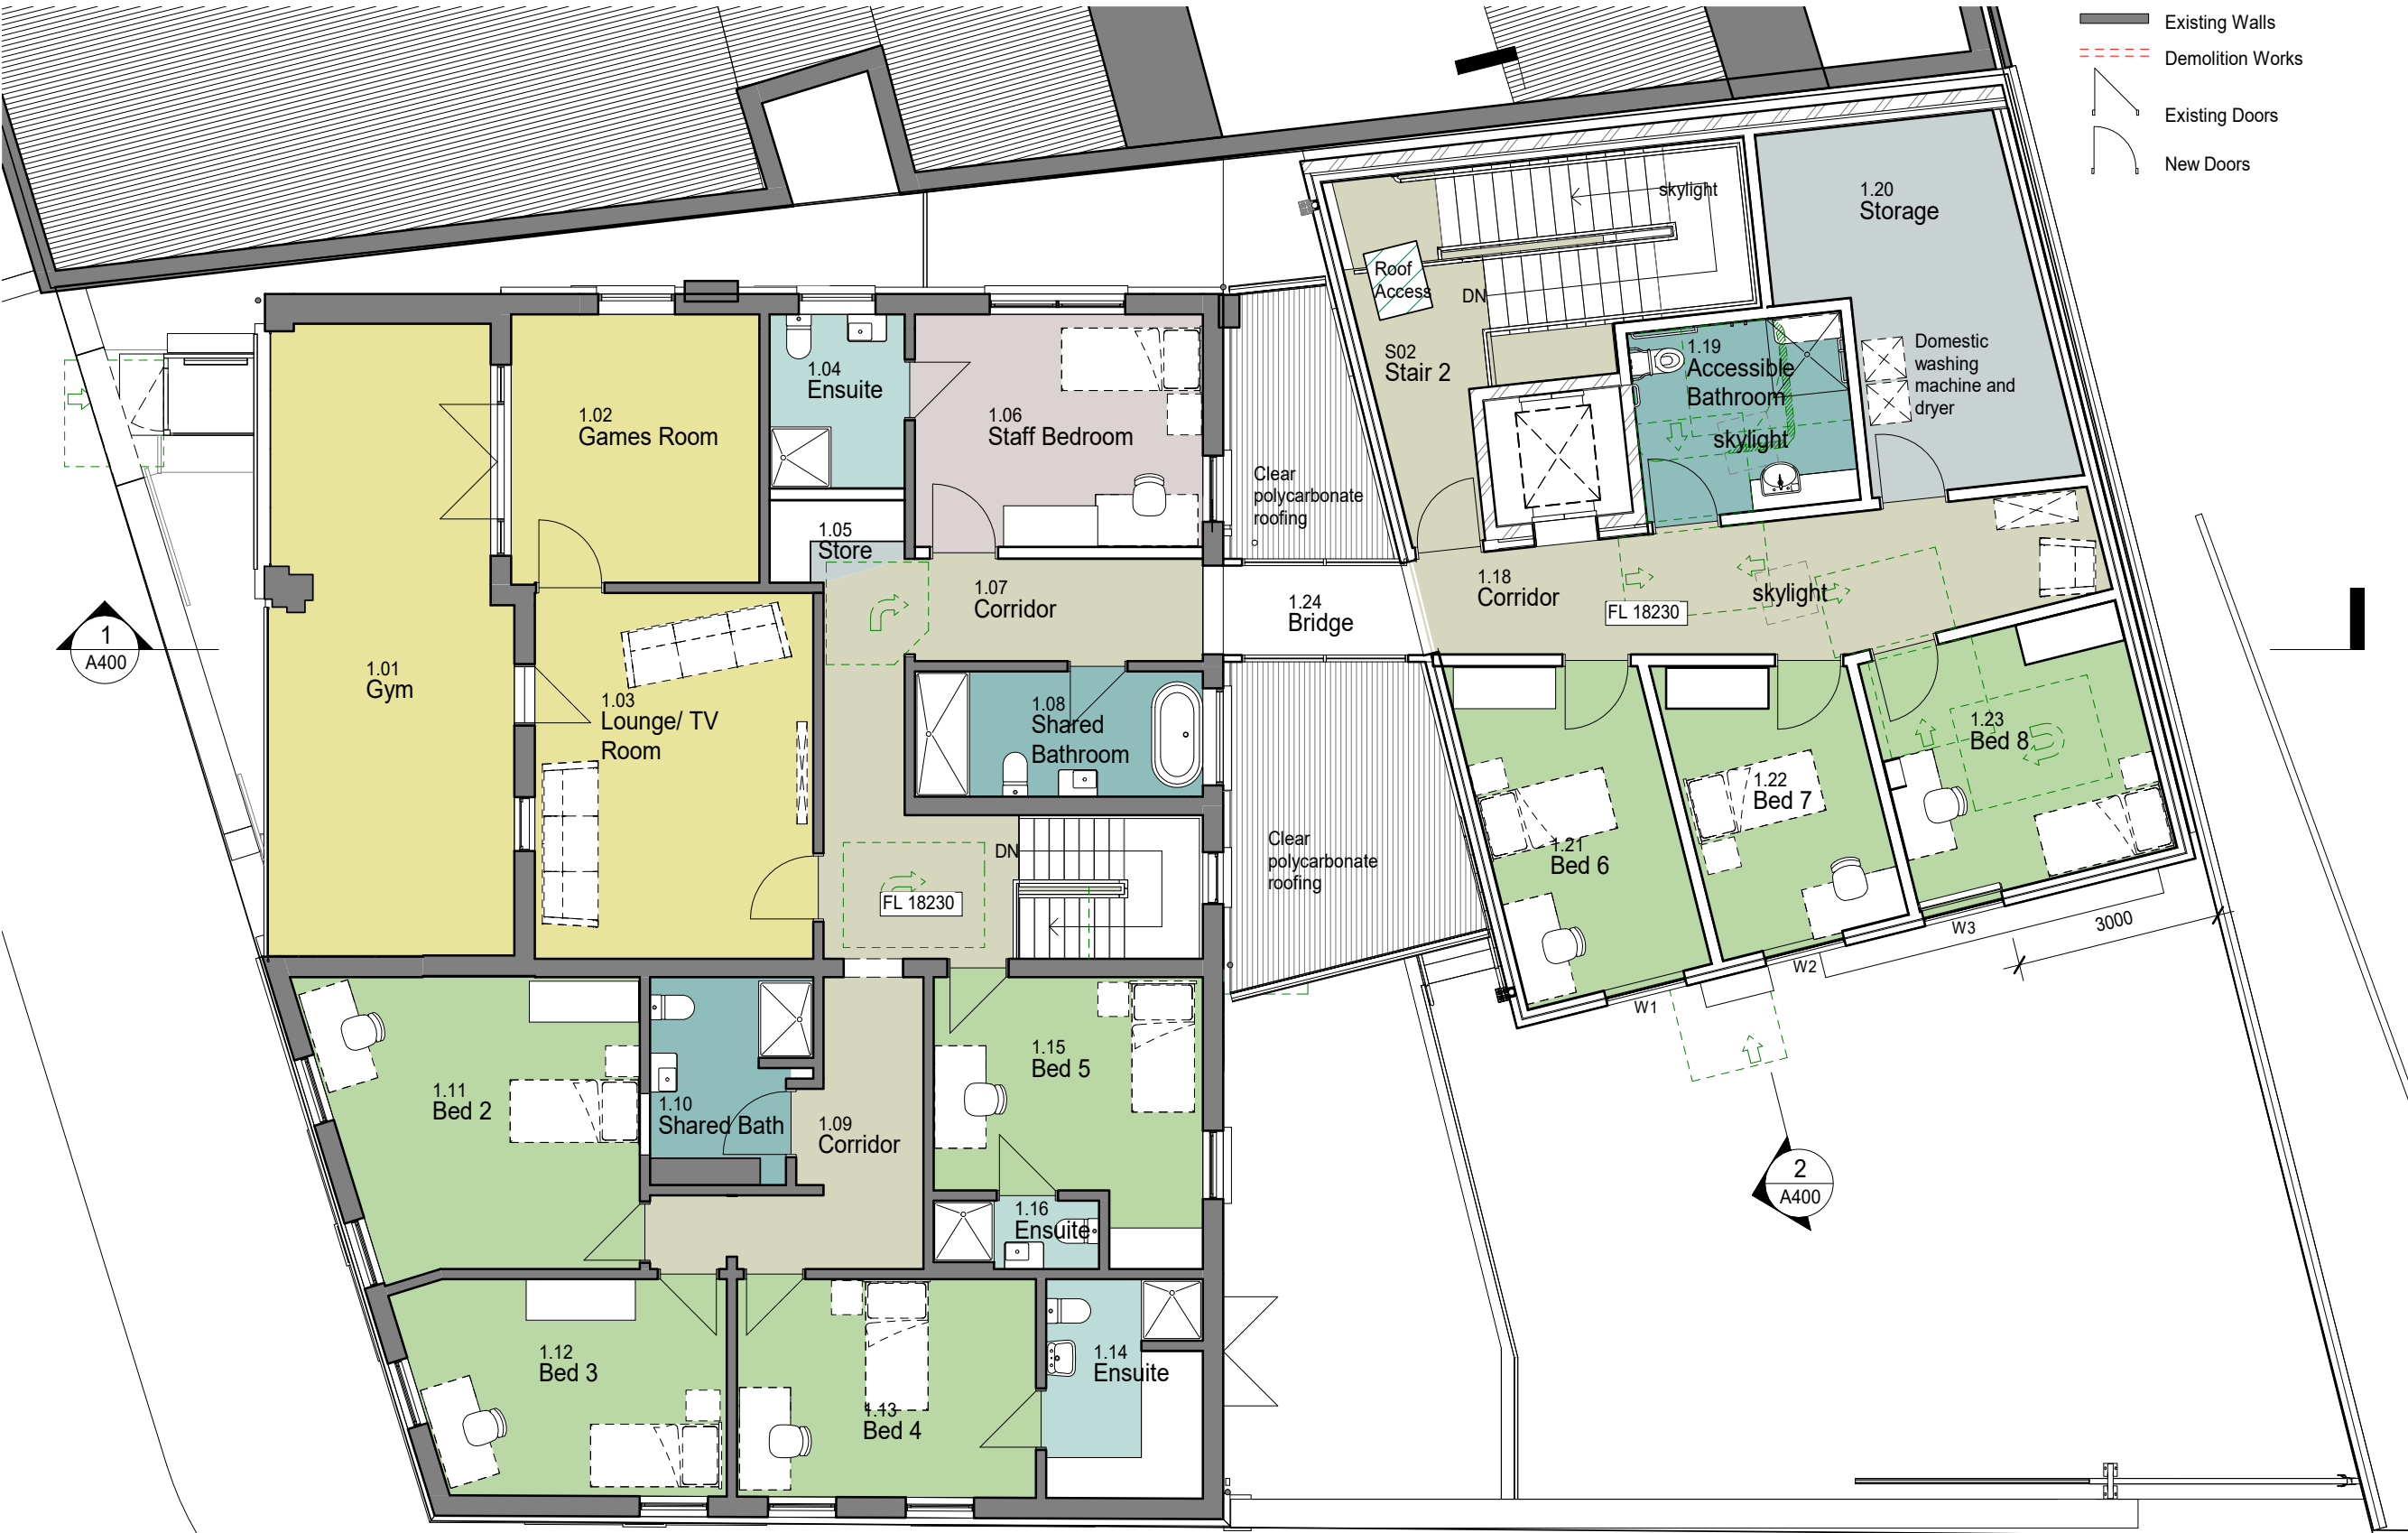 Existing Walls
Demolition Works
Existing Doors
New Doors
skylight
1.20
Storage
Roof
Access
DN
S02
Stair 2
1.19
Accessible
Bathroom
skylight
Domestic
washing
machine and
dryer
1.04
Ensuite
1.02
Games Room
1.06
Staff Bedroom
Clear
polycarbonate
roofing
1.05
Store
1.07
Corridor
1.24
Bridge
1.18
Corridor
FL 18230
skylight
1
A400
1.01
Gym
1.03
Lounge/ TV
Room
1.08
Shared
Bathroom
1.23
Bed 8
1.22
Bed 7
1.21
Bed 6
DN
FL 18230
Clear
polycarbonate
roofing
W3
3000
W2
W1
1.11
Bed 2
1.10
Shared Bath
1.09
Corridor
1.15
Bed 5
1.16
Ensuite
2
A400
1.12
Bed 3
1.13
Bed 4
1.14
Ensuite